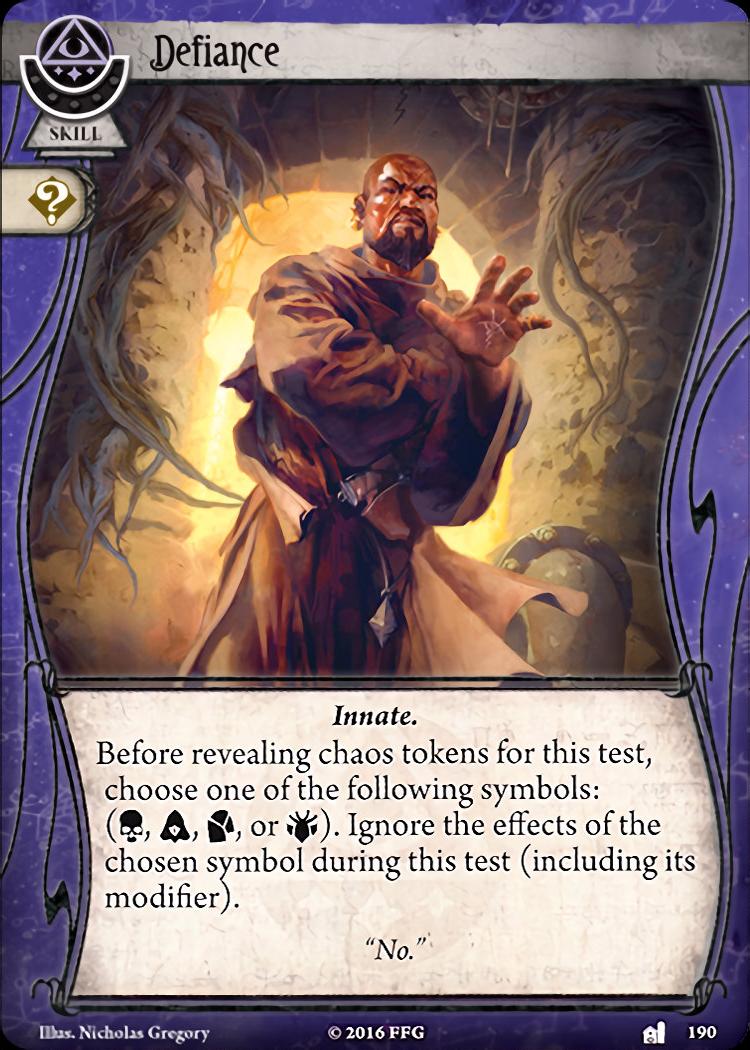 Defiance
SKILL
?
Innate.
Before revealing chaos tokens for this test,
choose one of the following symbols:
( , , , or ). Ignore the effects of the
chosen symbol during this test (including its
modifier).
“No.”
Illus. Nicholas Gregory
© 2016 FFG
190